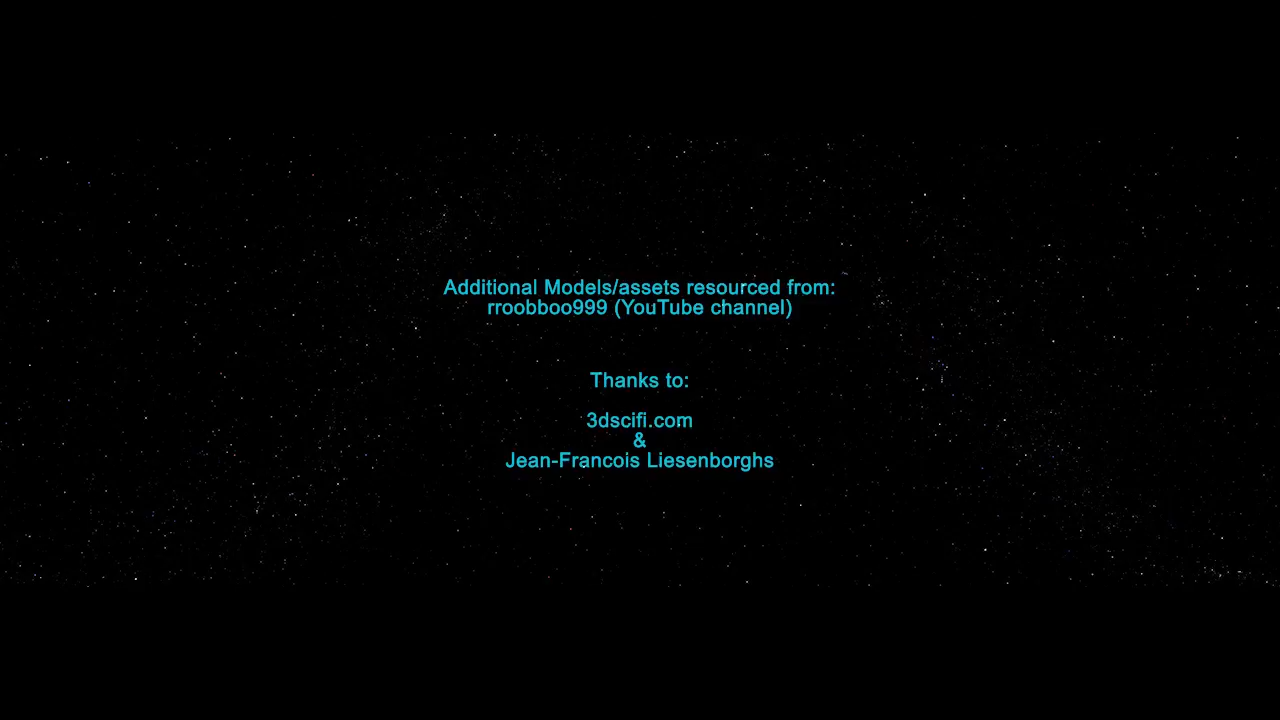 Additional Models/assets resourced from:
rroobboo999 (YouTube channel)
Thanks to:
3dscifi.com
&
Jean-Francois Liesenborghs